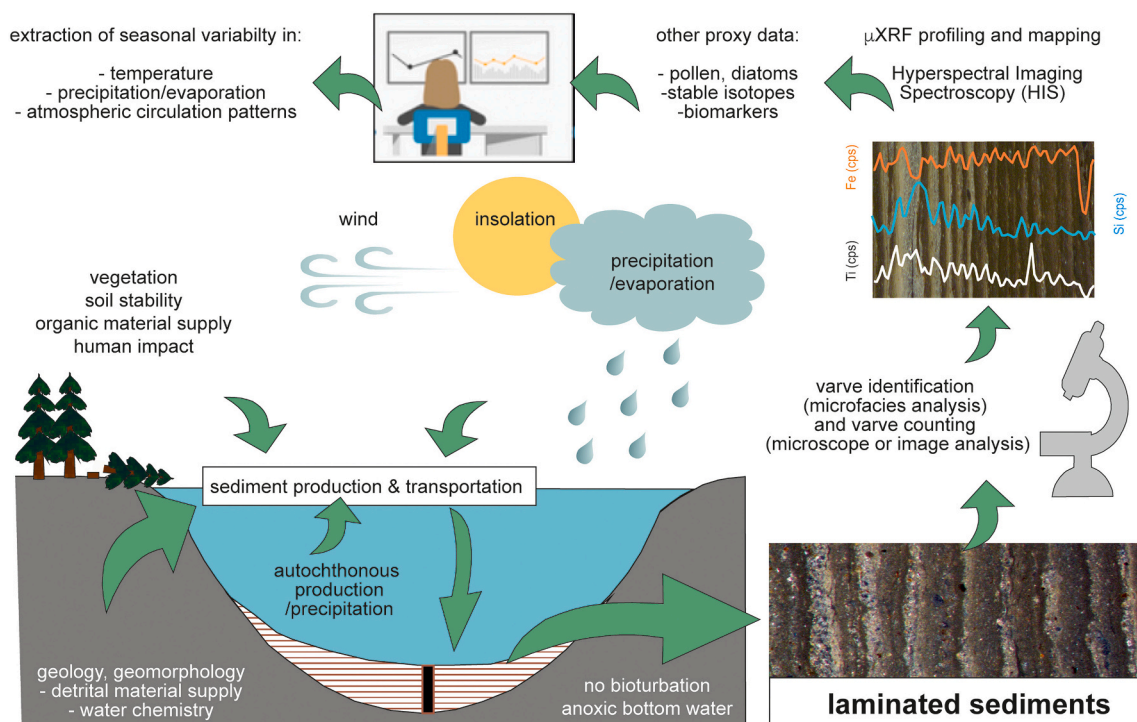 extraction of seasonal variabilty in:
- temperature
- precipitation/evaporation
- atmospheric circulation patterns
other proxy data:
- pollen, diatoms
-stable isotopes
-biomarkers
μXRF profiling and mapping
Hyperspectral Imaging
Spectroscopy (HIS)
Fe (cps)
Si (cps)
Ti (cps)
wind
insolation
precipitation
/evaporation
vegetation
soil stability
organic material supply
human impact
varve identification
(microfacies analysis)
and varve counting
(microscope or image analysis)
sediment production & transportation
autochthonous
production
/precipitation
geology, geomorphology
- detrital material supply
- water chemistry
no bioturbation
anoxic bottom water
laminated sediments